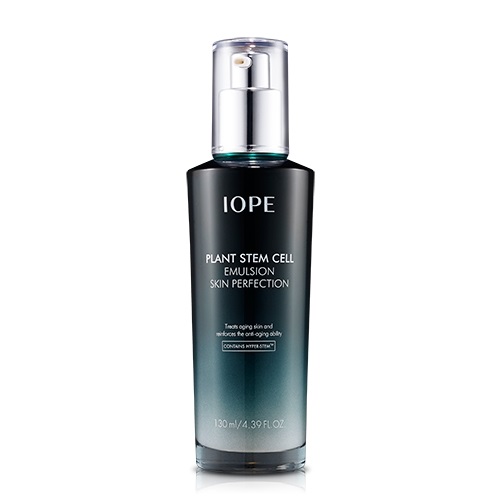 IOPE
PLANT STEM CELL
EMULSION
SKIN PERFECTION
Treats aging skin and
reinforces the anti-aging ability
CONTAINS HYPER-STEM™
130 ml/4.39 FL.OZ.